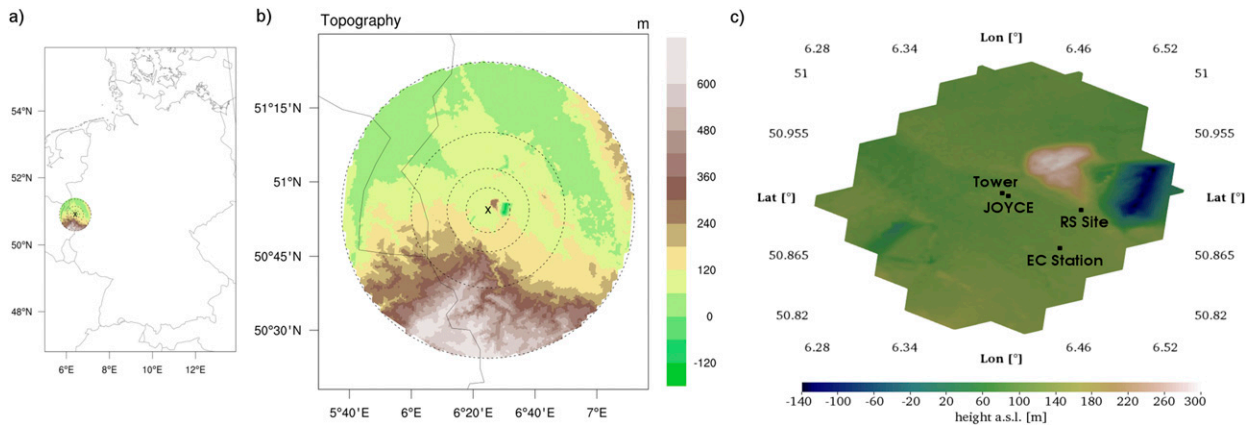 a)
54°N
52°N
50°N
48°N
6°E 8°E 10°E 12°E
x
b)
Topography m
51°15'N
51°N
50°45'N
50°30'N
5°40'E 6°E 6°20'E 6°40'E 7°E
x
600
480
360
240
120
0
-120
c)
Lon [°]
6.28 6.34 6.46 6.52
51 51
50.955 50.955
Lat [°] Lat [°]
50.865 50.865
50.82 50.82
Tower
JOYCE
RS Site
EC Station
6.28 6.34 6.46 6.52
Lon [°]
-140 -100 -60 -20 20 60 100 140 180 220 260 300
height a.s.l. [m]